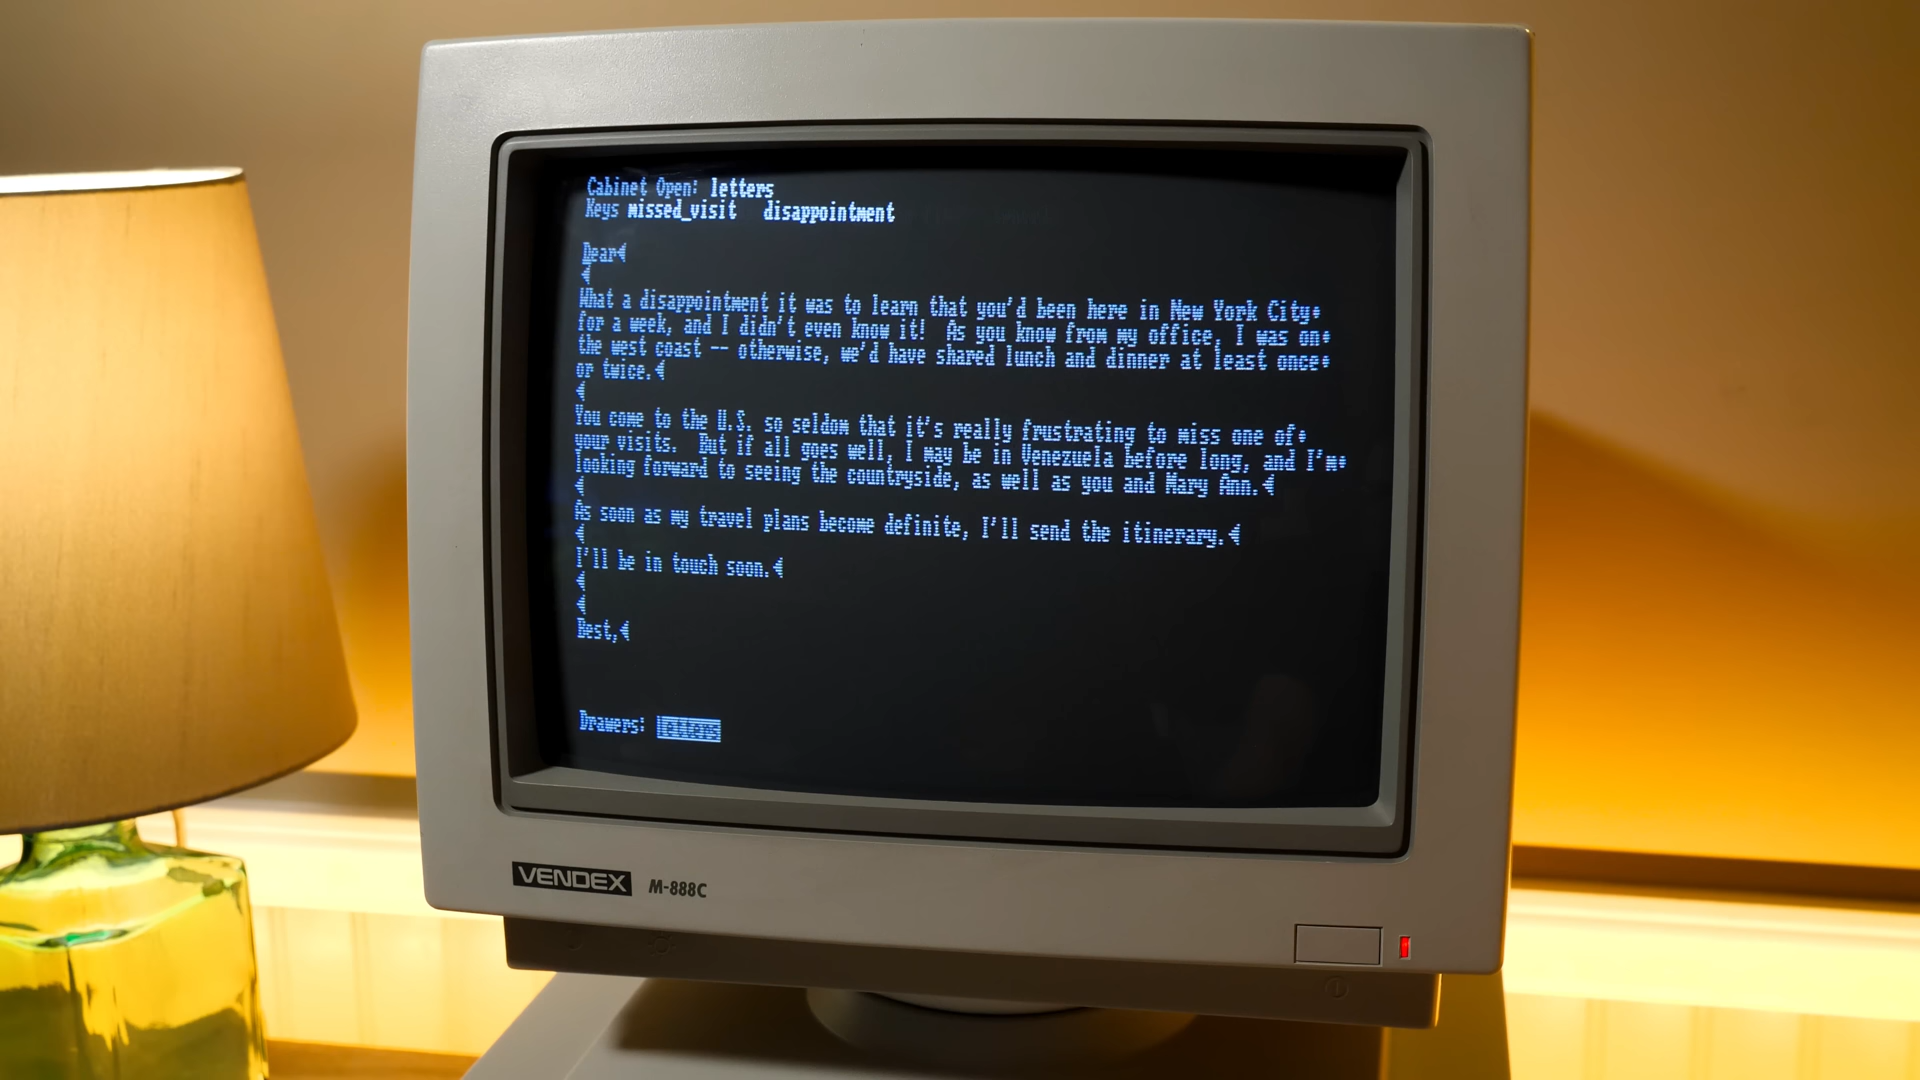 Cabinet Open: letters
Keys missed_visit disappointment
Dear
What a disappointment it was to learn that you'd been here in New York City
for a week, and I didn't even know it! As you know from my office, I was on
the west coast -- otherwise, we'd have shared lunch and dinner at least once
or twice.
You come to the U.S. so seldom that it's really frustrating to miss one of
your visits. But if all goes well, I may be in Venezuela before long, and I'm
looking forward to seeing the countryside, as well as you and Mary Ann.
As soon as my travel plans become definite, I'll send the itinerary.
I'll be in touch soon.
Best,
Drawers: letters
VENDEX M-888C